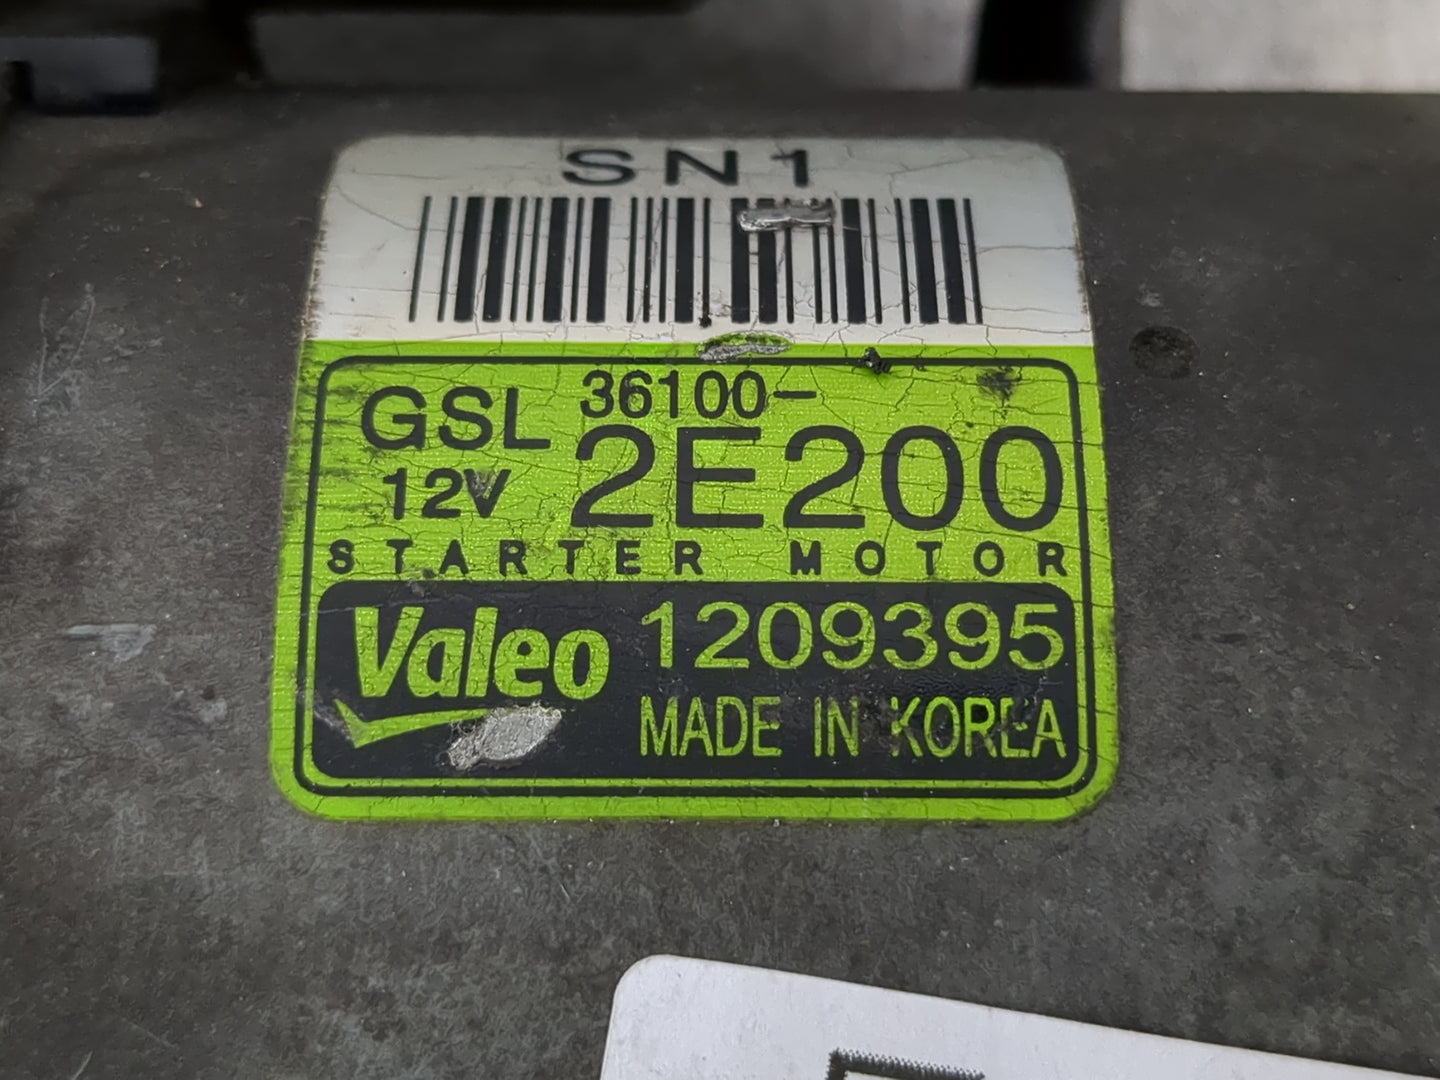 SN1
GSL 36100-
12V 2E200
STARTER MOTOR
Valeo 1209395
MADE IN KOREA